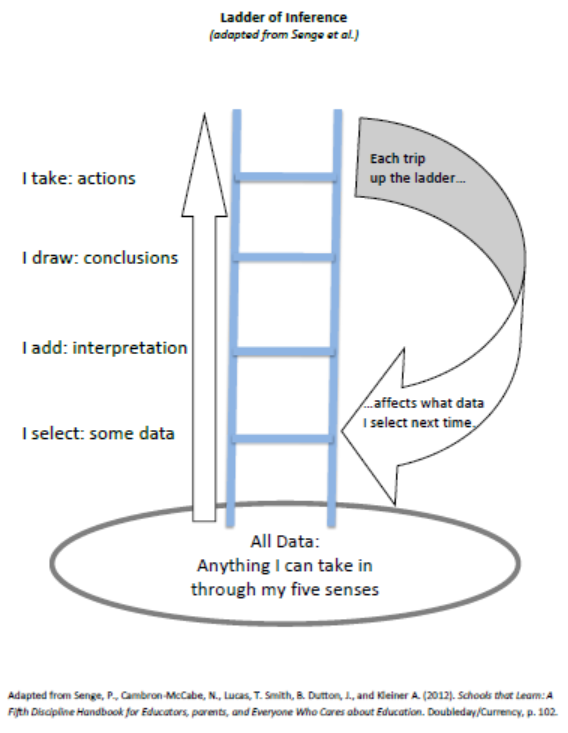 Ladder of Inference
(adapted from Senge et al.)
Each trip
up the ladder...
I take: actions
I draw: conclusions
I add: interpretation
...affects what data
I select next time.
I select: some data
All Data:
Anything I can take in
through my five senses
Adapted from Senge, P., Cambron-McCabe, N., Lucas, T. Smith, B. Dutton, J., and Kleiner A. (2012). Schools that Learn: A
Fifth Discipline Handbook for Educators, parents, and Everyone Who Cares about Education. Doubleday/Currency, p. 102.